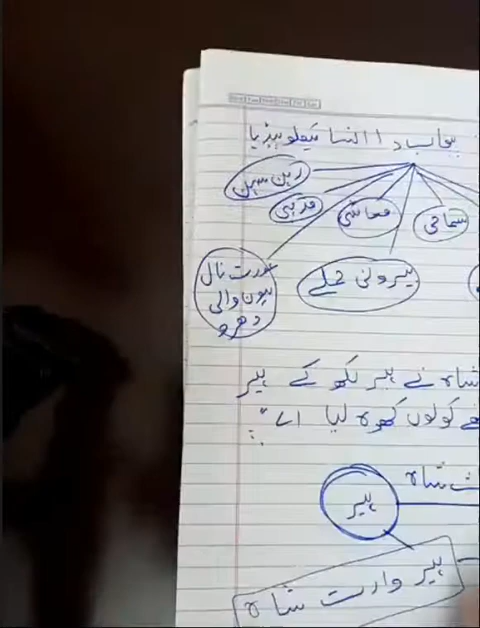 پنجاب دا انسائیکلوپیڈیا
رہن سہن
مذہبی
معاشی
سماجی
عورت نال
ہون والی
دھرو
بیرونی حملے
شاہ نے ہیر لکھ کے ہیر
کولوں کھوہ لیا اے"
شاہ
ہیر
ہیر وارث شاہ